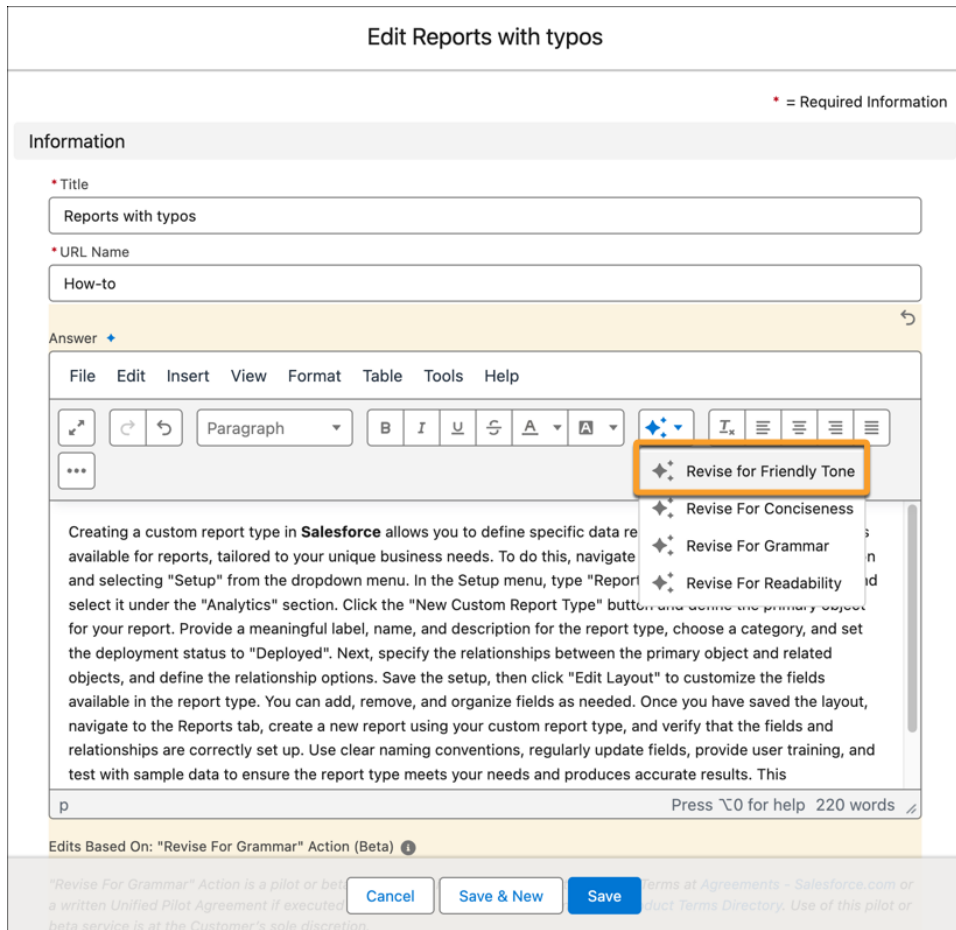 Edit Reports with typos
* = Required Information
Information
* Title
Reports with typos
* URL Name
How-to
Answer
File Edit Insert View Format Table Tools Help
Paragraph B I U S A A Tx
Revise for Friendly Tone
Revise For Conciseness
Revise For Grammar
Revise For Readability
Creating a custom report type in Salesforce allows you to define specific data re
available for reports, tailored to your unique business needs. To do this, navigate
and selecting "Setup" from the dropdown menu. In the Setup menu, type "Report
select it under the "Analytics" section. Click the "New Custom Report Type" button and define the primary object
for your report. Provide a meaningful label, name, and description for the report type, choose a category, and set
the deployment status to "Deployed". Next, specify the relationships between the primary object and related
objects, and define the relationship options. Save the setup, then click "Edit Layout" to customize the fields
available in the report type. You can add, remove, and organize fields as needed. Once you have saved the layout,
navigate to the Reports tab, create a new report using your custom report type, and verify that the fields and
relationships are correctly set up. Use clear naming conventions, regularly update fields, provide user training, and
test with sample data to ensure the report type meets your needs and produces accurate results. This
p Press ⌥0 for help 220 words
Edits Based On: "Revise For Grammar" Action (Beta)
"Revise For Grammar" Action is a pilot or beta Terms at Agreements - Salesforce.com or
a written Unified Pilot Agreement if executed duct Terms Directory. Use of this pilot or
beta service is at the Customer's sole discretion.
Cancel Save & New Save